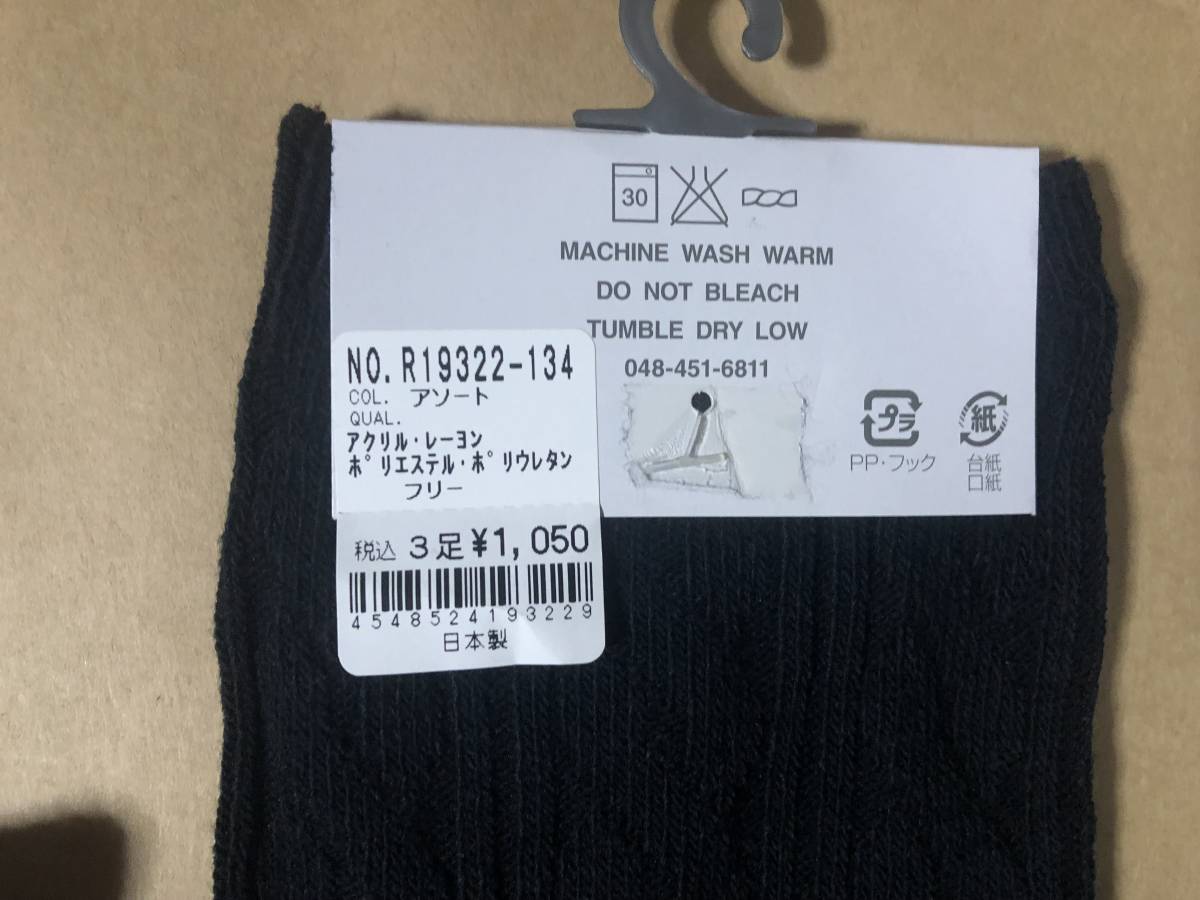 30
MACHINE WASH WARM
DO NOT BLEACH
TUMBLE DRY LOW
048-451-6811
NO. R19322-134
COL. アソート
QUAL.
アクリル・レーヨン
ポリエステル・ポリウレタン
フリー
税込 3足 ¥1,050
4548524193229
日本製
プラ
PP・フック
紙
台紙
口紙